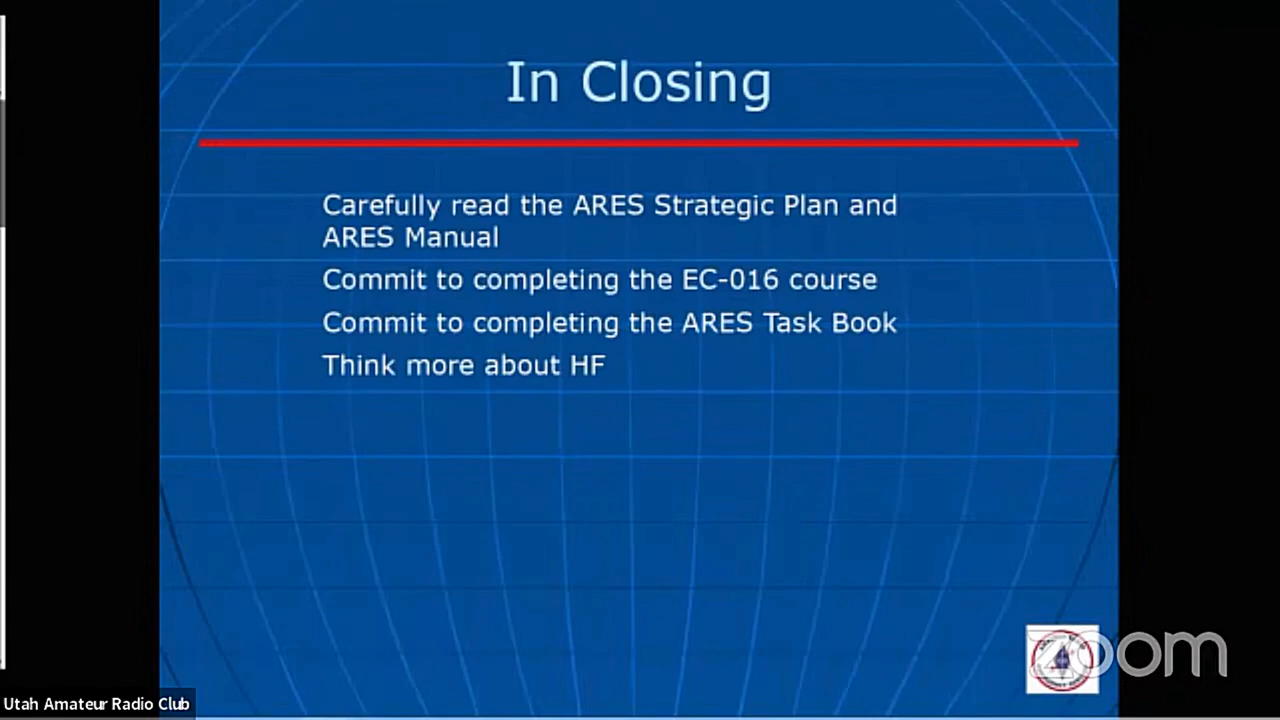 In Closing
Carefully read the ARES Strategic Plan and
ARES Manual
Commit to completing the EC-016 course
Commit to completing the ARES Task Book
Think more about HF
zoom
Utah Amateur Radio Club